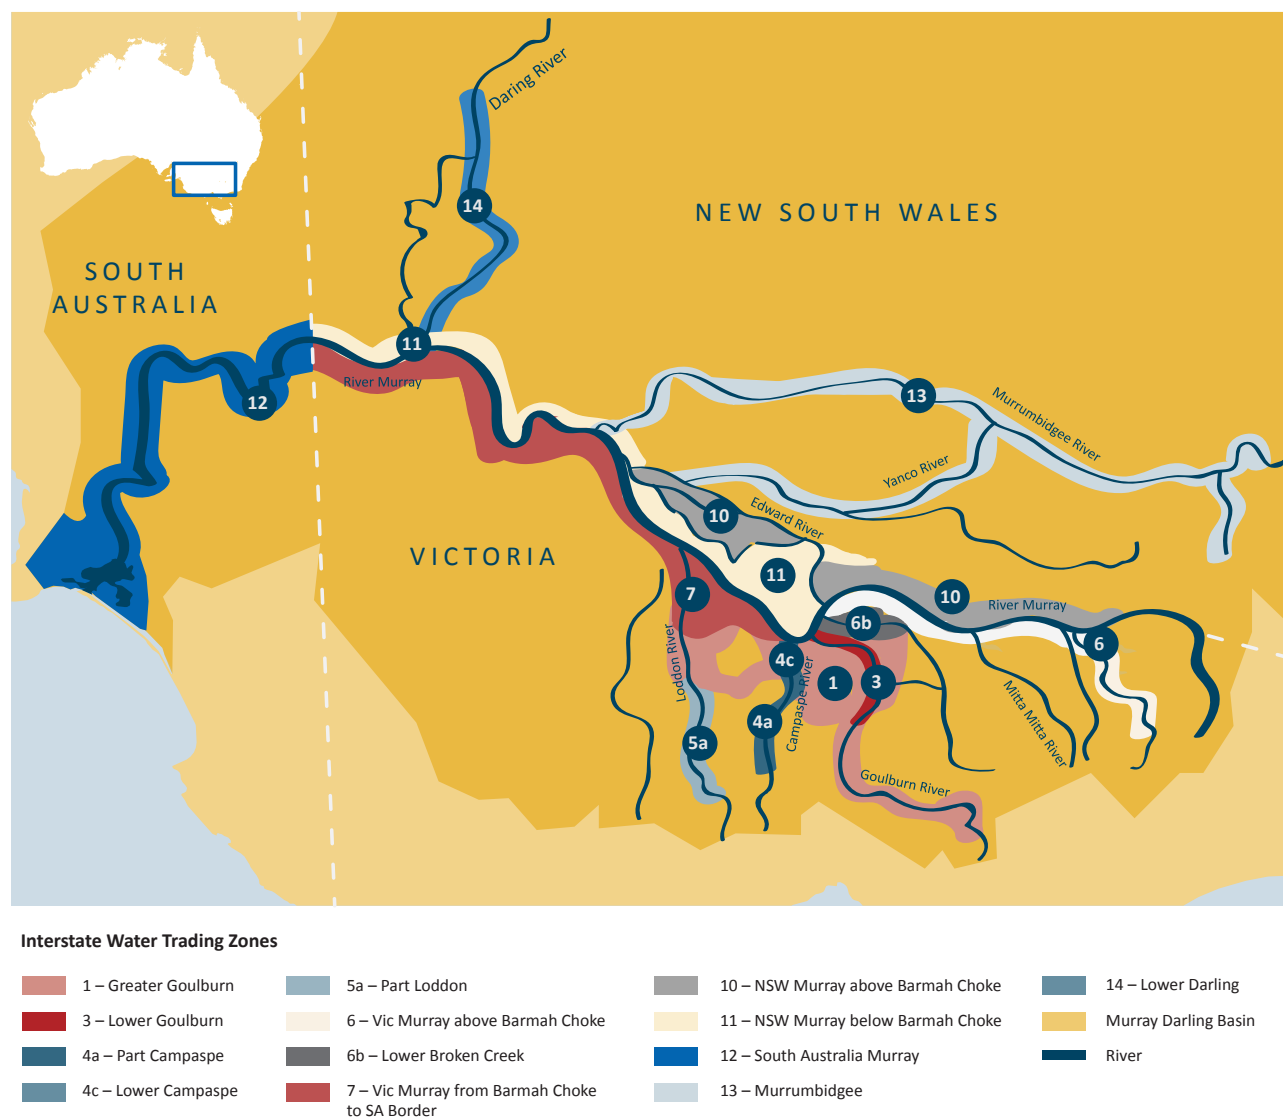 Daring River
14
NEW SOUTH WALES
SOUTH
AUSTRALIA
11
River Murray
12
13
Murrumbidgee River
Yanco River
Edward River
10
VICTORIA
11
7
10
River Murray
6b
6
4c
Loddon River
Campaspe River
1
3
Mitta Mitta River
4a
5a
Goulburn River
Interstate Water Trading Zones
1 – Greater Goulburn
3 – Lower Goulburn
4a – Part Campaspe
4c – Lower Campaspe
5a – Part Loddon
6 – Vic Murray above Barmah Choke
6b – Lower Broken Creek
7 – Vic Murray from Barmah Choke
to SA Border
10 – NSW Murray above Barmah Choke
11 – NSW Murray below Barmah Choke
12 – South Australia Murray
13 – Murrumbidgee
14 – Lower Darling
Murray Darling Basin
River